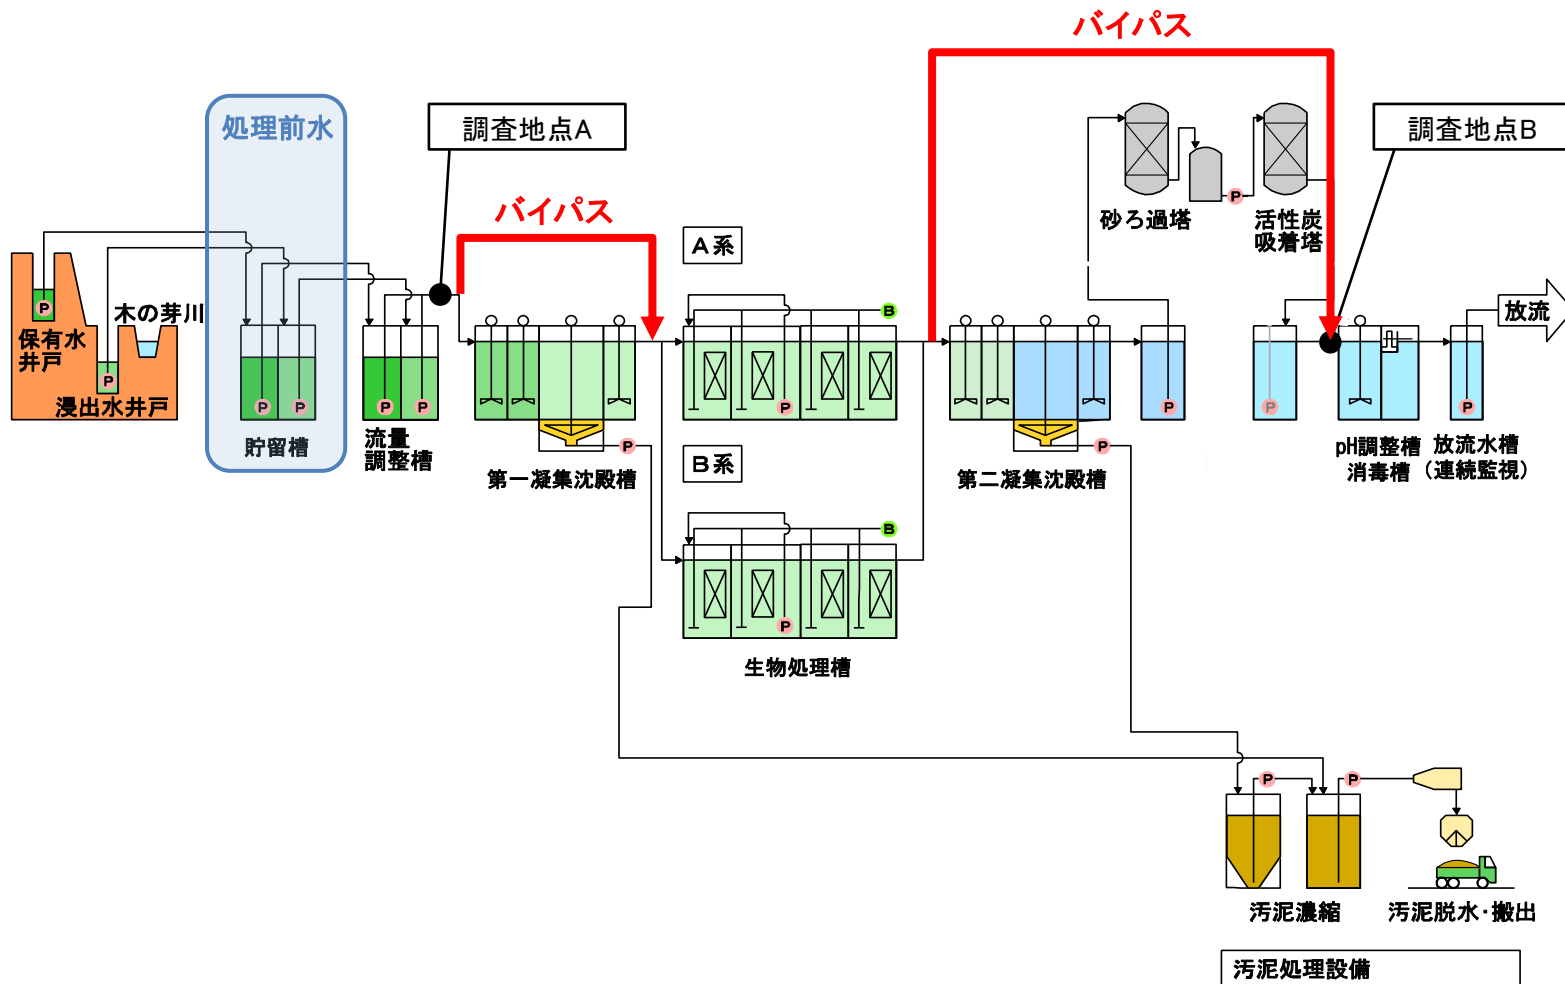 バイパス
処理前水
調査地点A
調査地点B
バイパス
A系
砂ろ過塔
活性炭
吸着塔
木の芽川
保有水
井戸
浸出水井戸
放流
P
P
P
P
P
P
P
P
P
P
P
P
P
P
B
貯留槽
流量
調整槽
第一凝集沈殿槽
B系
第二凝集沈殿槽
pH調整槽
消毒槽
放流水槽
（連続監視）
B
P
生物処理槽
P
P
汚泥濃縮
汚泥脱水・搬出
汚泥処理設備